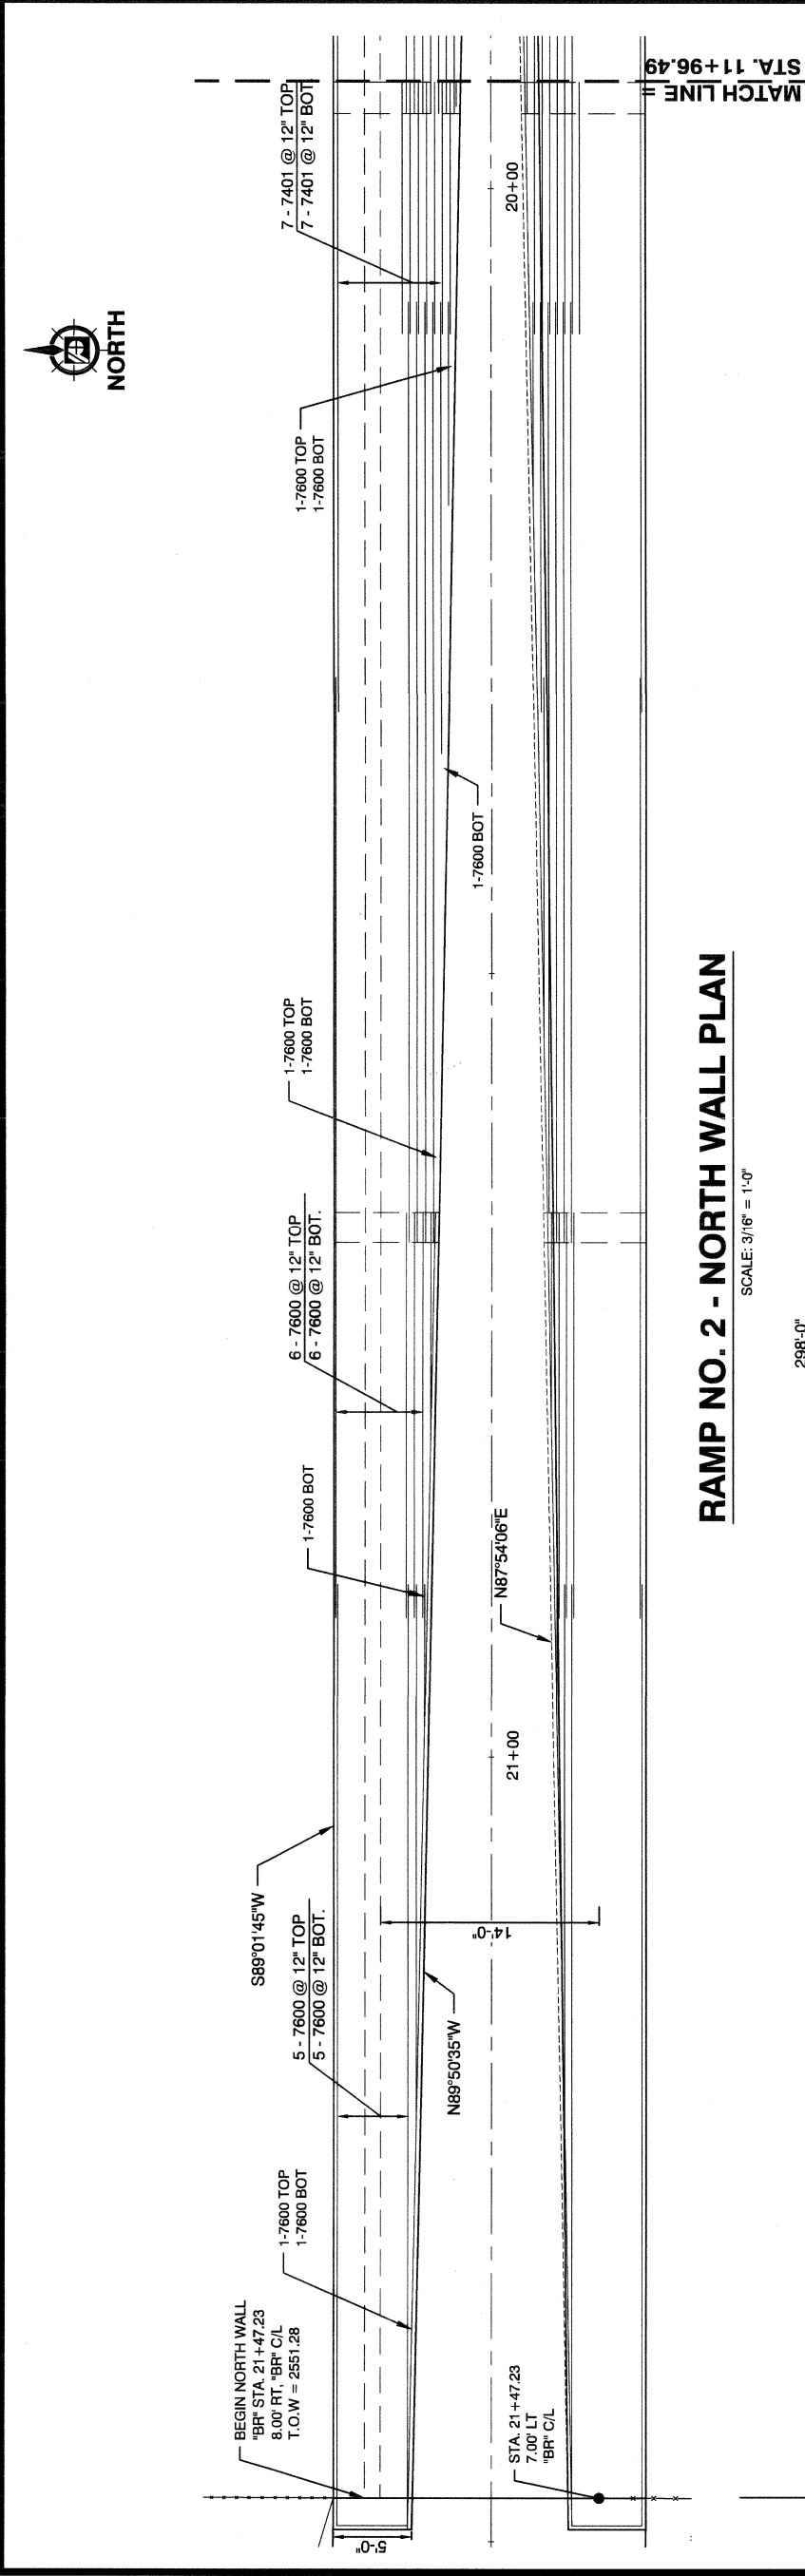 STA. 11+96.49
MATCH LINE =
7 - 7401 @ 12" TOP
7 - 7401 @ 12" BOT
20+00
NORTH
1-7600 TOP
1-7600 BOT
1-7600 BOT
1-7600 TOP
1-7600 BOT
6 - 7600 @ 12" TOP
6 - 7600 @ 12" BOT.
1-7600 BOT
N87°54'06"E
21+00
S89°01'45"W
5 - 7600 @ 12" TOP
5 - 7600 @ 12" BOT.
14'-0"
N89°50'35"W
1-7600 TOP
1-7600 BOT
BEGIN NORTH WALL
"BR" STA. 21+47.23
8.00' RT, "BR" C/L
T.O.W = 2551.28
STA. 21+47.23
7.00' LT
"BR" C/L
5'-0"
RAMP NO. 2 - NORTH WALL PLAN
SCALE: 3/16" = 1'-0"
298'-0"